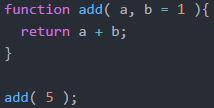 function add( a, b = 1 ){
  return a + b;
}

add( 5 );